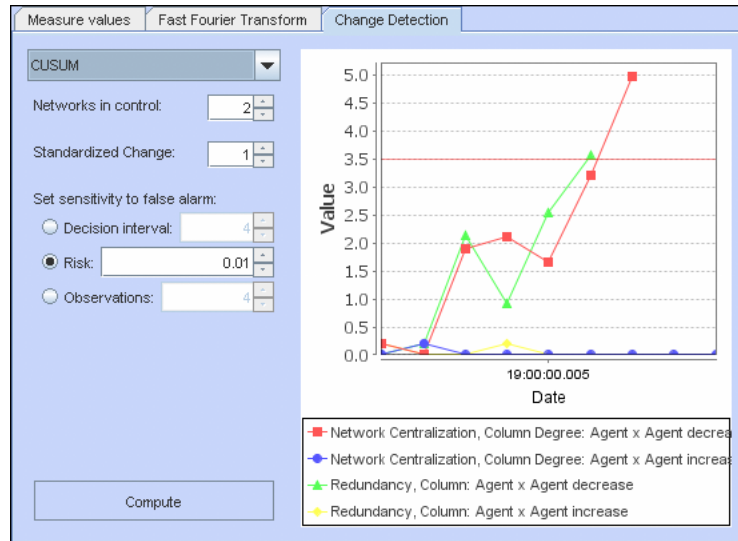 Measure values Fast Fourier Transform Change Detection
CUSUM
Networks in control: 2
Standardized Change: 1
Set sensitivity to false alarm:
Decision interval: 4
Risk: 0.01
Observations: 4
Compute
5.0
4.5
4.0
3.5
3.0
2.5
2.0
1.5
1.0
0.5
0.0
Value
19:00:00.005
Date
Network Centralization, Column Degree: Agent x Agent decrea
Network Centralization, Column Degree: Agent x Agent increas
Redundancy, Column: Agent x Agent decrease
Redundancy, Column: Agent x Agent increase